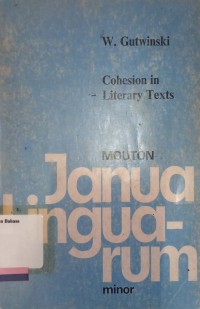 W. Gutwinski
Cohesion in
Literary Texts
MOUTON
Janua
Lingua-
rum
minor